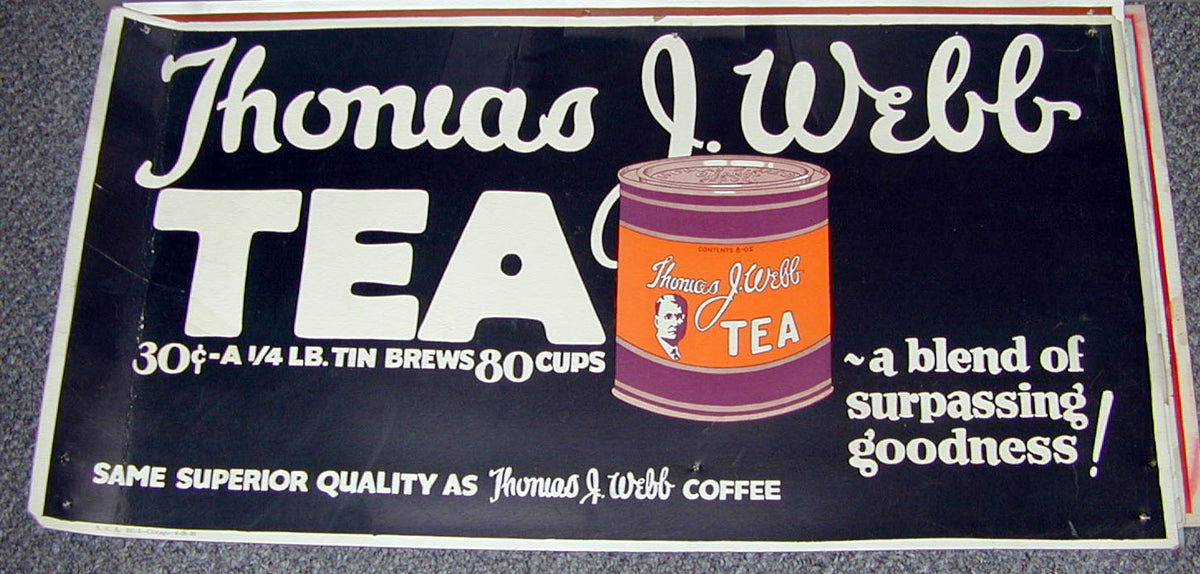 Thomas J. Webb
TEA
30¢-A 1/4 LB. TIN BREWS 80 CUPS
CONTENTS 8-OZ
Thomas J. Webb
TEA
~a blend of
surpassing
goodness!
SAME SUPERIOR QUALITY AS Thomas J. Webb COFFEE